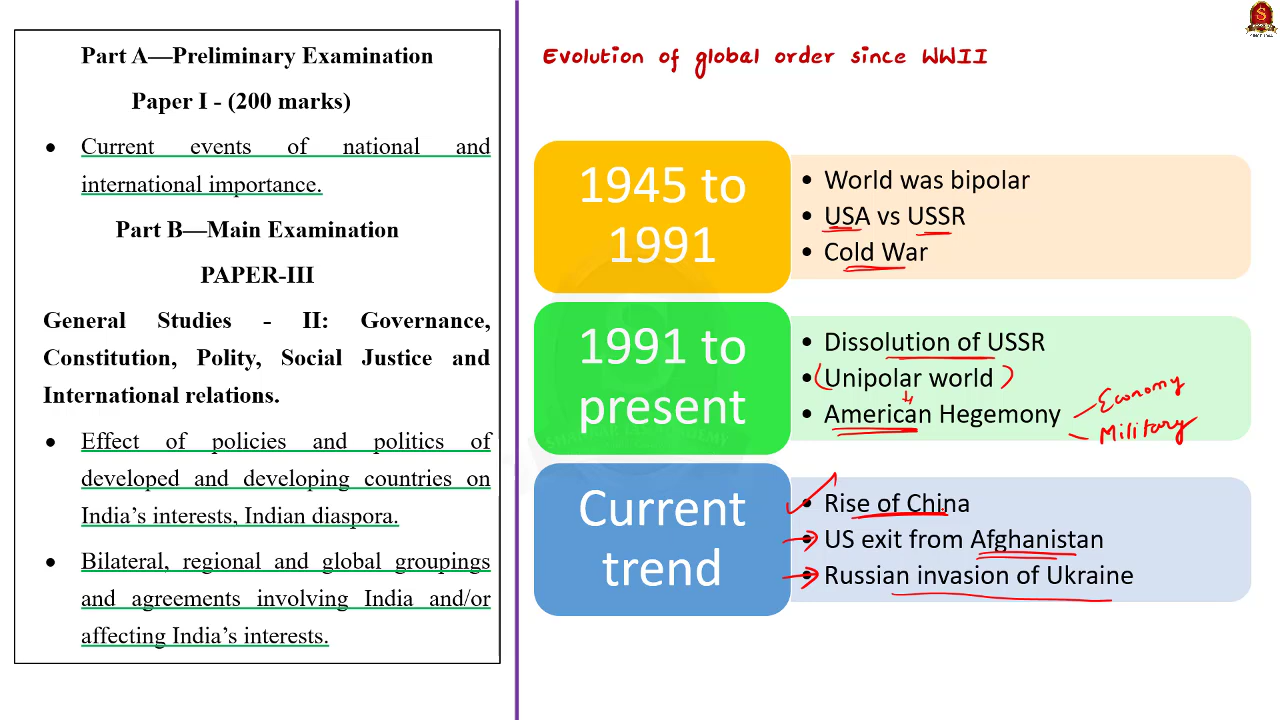 Part A—Preliminary Examination
Paper I - (200 marks)
• Current events of national and
international importance.
Part B—Main Examination
PAPER-III
General Studies - II: Governance,
Constitution, Polity, Social Justice and
International relations.
• Effect of policies and politics of
developed and developing countries on
India's interests, Indian diaspora.
• Bilateral, regional and global groupings
and agreements involving India and/or
affecting India's interests.
Evolution of global order since WWII
1945 to
1991
• World was bipolar
• USA vs USSR
• Cold War
1991 to
present
• Dissolution of USSR
• (Unipolar world)
• American Hegemony
Economy
Military
Current
trend
• Rise of China
• US exit from Afghanistan
• Russian invasion of Ukraine